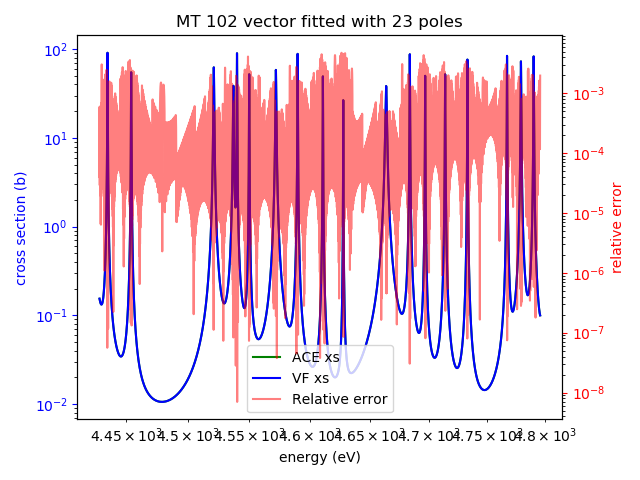 MT 102 vector fitted with 23 poles
cross section (b)
10²
10¹
10⁰
10⁻¹
10⁻²
relative error
10⁻³
10⁻⁴
10⁻⁵
10⁻⁶
10⁻⁷
10⁻⁸
ACE xs
VF xs
Relative error
4.45 × 10³ 4.5 × 10³ 4.55 × 10³ 4.6 × 10³ 4.65 × 10³ 4.7 × 10³ 4.75 × 10³ 4.8 × 10³
energy (eV)